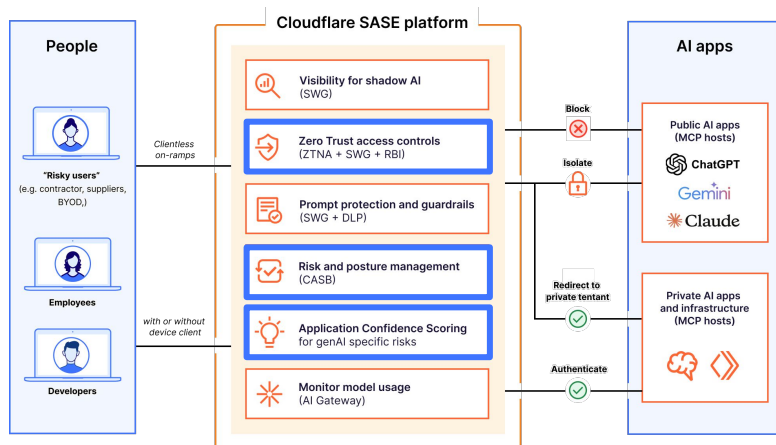 Cloudflare SASE platform
People
Clientless
on-ramps
"Risky users"
(e.g. contractor, suppliers,
BYOD,)
Employees
with or without
device client
Developers
Visibility for shadow AI
(SWG)
Zero Trust access controls
(ZTNA + SWG + RBI)
Prompt protection and guardrails
(SWG + DLP)
Risk and posture management
(CASB)
Application Confidence Scoring
for genAI specific risks
Monitor model usage
(AI Gateway)
Block
Isolate
Redirect to
private tentant
Authenticate
AI apps
Public AI apps
(MCP hosts)
ChatGPT
Gemini
Claude
Private AI apps
and infrastructure
(MCP hosts)